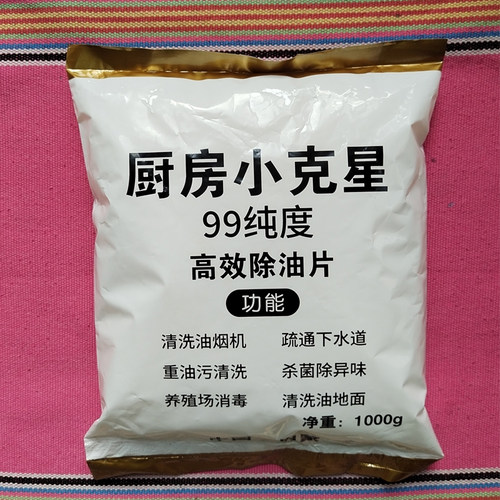 厨房小克星
99纯度
高效除油片
功能
清洗油烟机 疏通下水道
重油污清洗 杀菌除异味
养殖场消毒 清洗油地面
净重：1000g